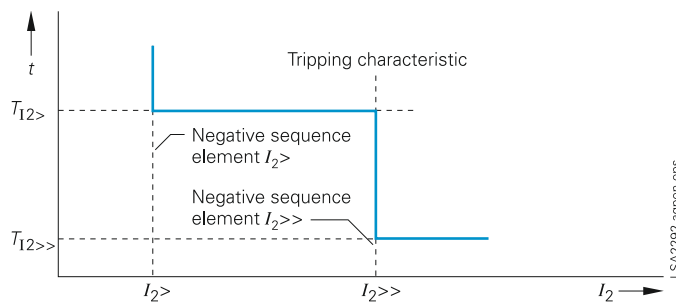 t
Tripping characteristic
TI2>
Negative sequence
element I2>
Negative sequence
element I2>>
TI2>>
I2>
I2>>
I2